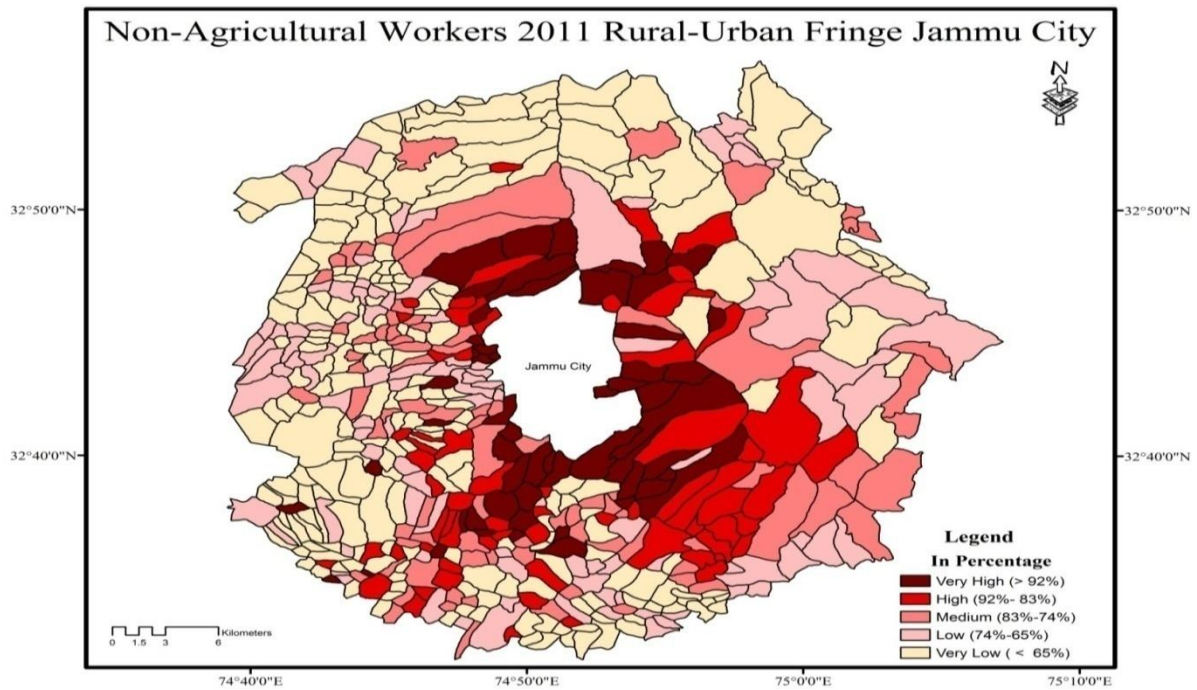 Non-Agricultural Workers 2011 Rural-Urban Fringe Jammu City
N
32°50'0"N
32°50'0"N
Jammu City
32°40'0"N
32°40'0"N
Legend
In Percentage
Very High (> 92%)
High (92%- 83%)
Medium (83%-74%)
Low (74%-65%)
Very Low ( < 65%)
Kilometers
0 1.5 3 6
74°40'0"E
74°50'0"E
75°0'0"E
75°10'0"E